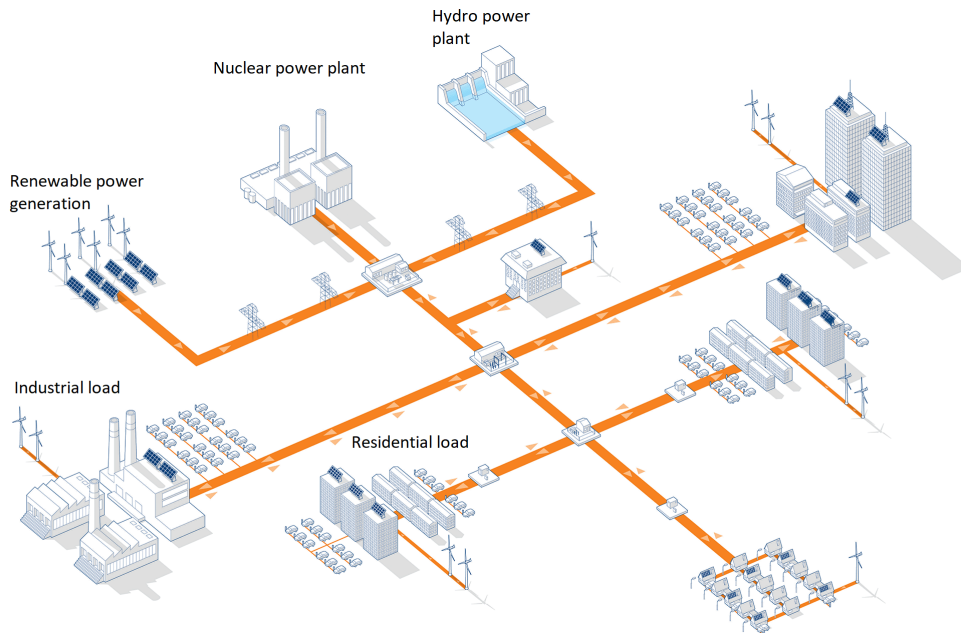 Hydro power
plant
Nuclear power plant
Renewable power
generation
Industrial load
Residential load